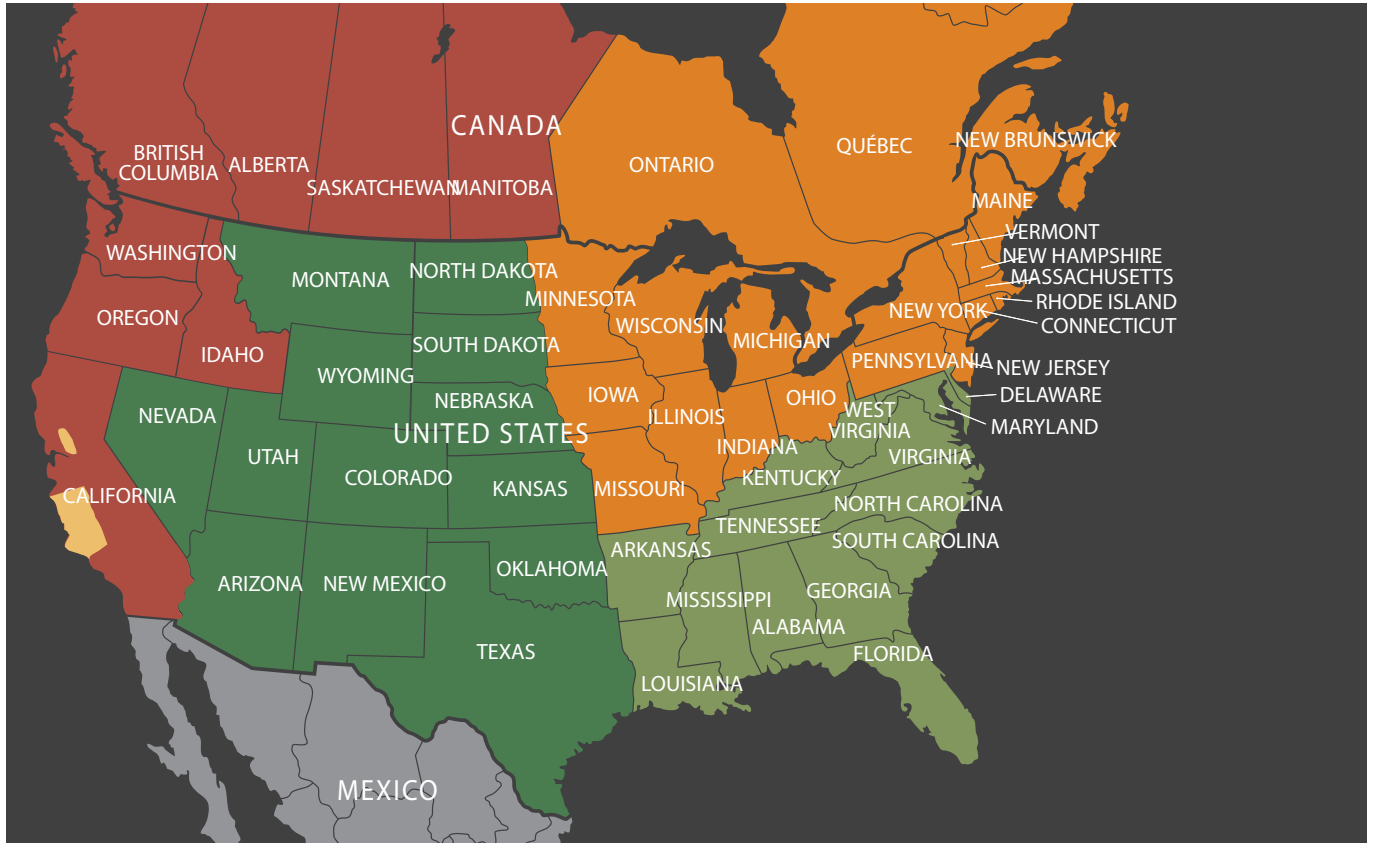 CANADA
BRITISH
COLUMBIA
ALBERTA
SASKATCHEWAN
MANITOBA
ONTARIO
QUÉBEC
NEW BRUNSWICK
MAINE
VERMONT
NEW HAMPSHIRE
MASSACHUSETTS
RHODE ISLAND
CONNECTICUT
WASHINGTON
MONTANA
NORTH DAKOTA
MINNESOTA
OREGON
IDAHO
WYOMING
SOUTH DAKOTA
WISCONSIN
MICHIGAN
NEW YORK
PENNSYLVANIA
NEW JERSEY
DELAWARE
MARYLAND
NEVADA
UTAH
NEBRASKA
IOWA
ILLINOIS
OHIO
WEST
VIRGINIA
UNITED STATES
INDIANA
VIRGINIA
CALIFORNIA
COLORADO
KANSAS
MISSOURI
KENTUCKY
NORTH CAROLINA
TENNESSEE
SOUTH CAROLINA
ARKANSAS
ARIZONA
NEW MEXICO
OKLAHOMA
MISSISSIPPI
GEORGIA
ALABAMA
TEXAS
LOUISIANA
FLORIDA
MEXICO